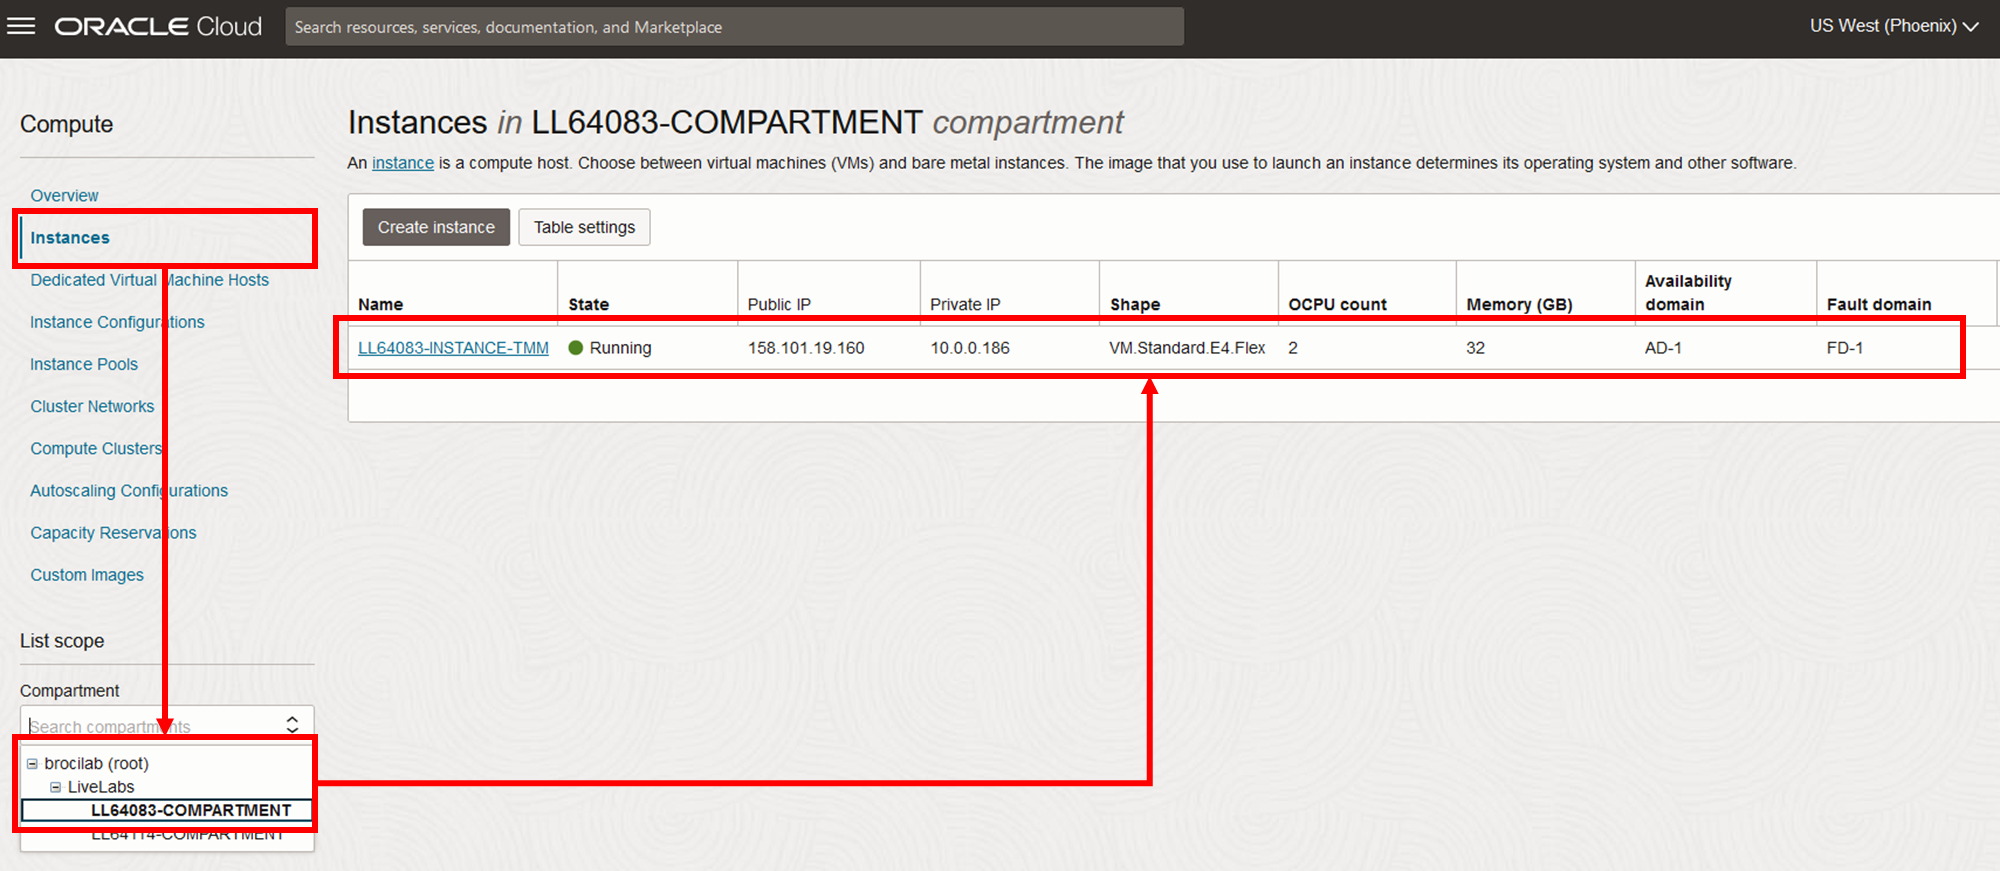 ORACLE Cloud
Search resources, services, documentation, and Marketplace
US West (Phoenix)
Compute
Overview
Instances
Dedicated Virtual Machine Hosts
Instance Configurations
Instance Pools
Cluster Networks
Compute Clusters
Autoscaling Configurations
Capacity Reservations
Custom Images
List scope
Compartment
Search compartments
brocilab (root)
LiveLabs
LL64083-COMPARTMENT
LL64114-COMPARTMENT
Instances in LL64083-COMPARTMENT compartment
An instance is a compute host. Choose between virtual machines (VMs) and bare metal instances. The image that you use to launch an instance determines its operating system and other software.
Create instance
Table settings
Name State Public IP Private IP Shape OCPU count Memory (GB) Availability domain Fault domain
LL64083-INSTANCE-TMM Running 158.101.19.160 10.0.0.186 VM.Standard.E4.Flex 2 32 AD-1 FD-1